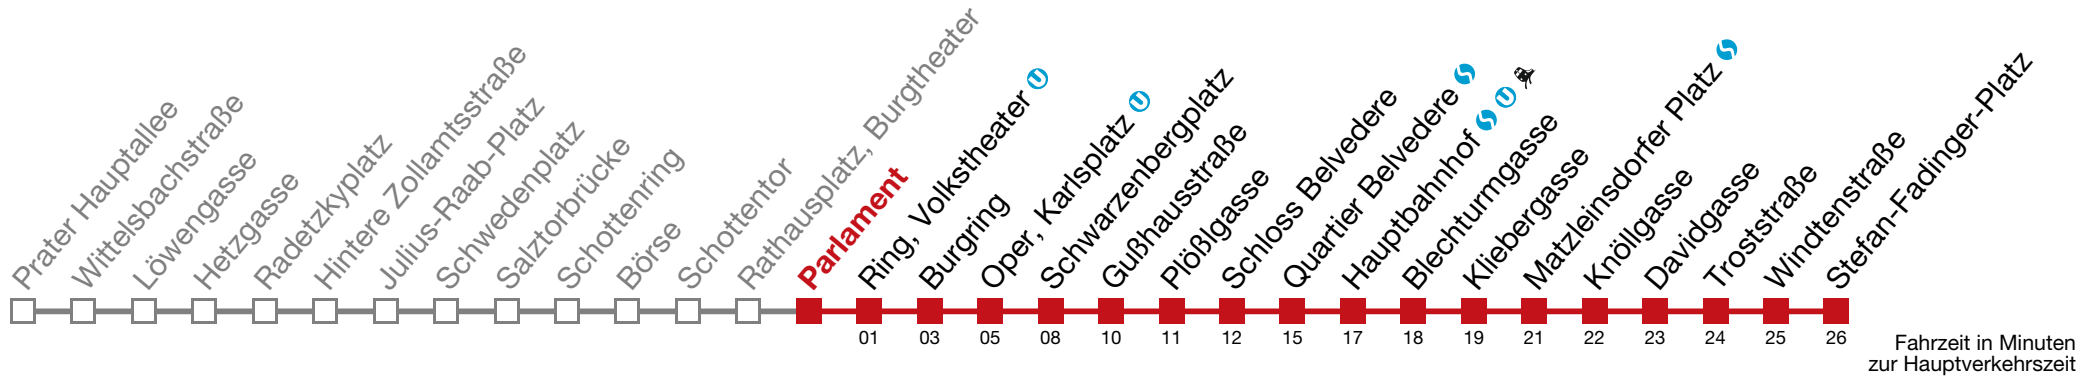 Prater Hauptallee
Wittelsbachstraße
Löwengasse
Hetzgasse
Radetzkyplatz
Hintere Zollamtsstraße
Julius-Raab-Platz
Schwedenplatz
Salztorbrücke
Schottenring
Börse
Schottentor
Rathausplatz, Burgtheater
Parlament
Ring, Volkstheater U
Burgring
Oper, Karlsplatz U
Schwarzenbergplatz
Gußhausstraße
Plößlgasse
Schloss Belvedere
Quartier Belvedere S
Hauptbahnhof S U
Blechturmgasse
Kliebergasse
Matzleinsdorfer Platz S
Knöllgasse
Davidgasse
Troststraße
Windtenstraße
Stefan-Fadinger-Platz
01 03 05 08 10 11 12 15 17 18 19 21 22 23 24 25 26
Fahrzeit in Minuten
zur Hauptverkehrszeit